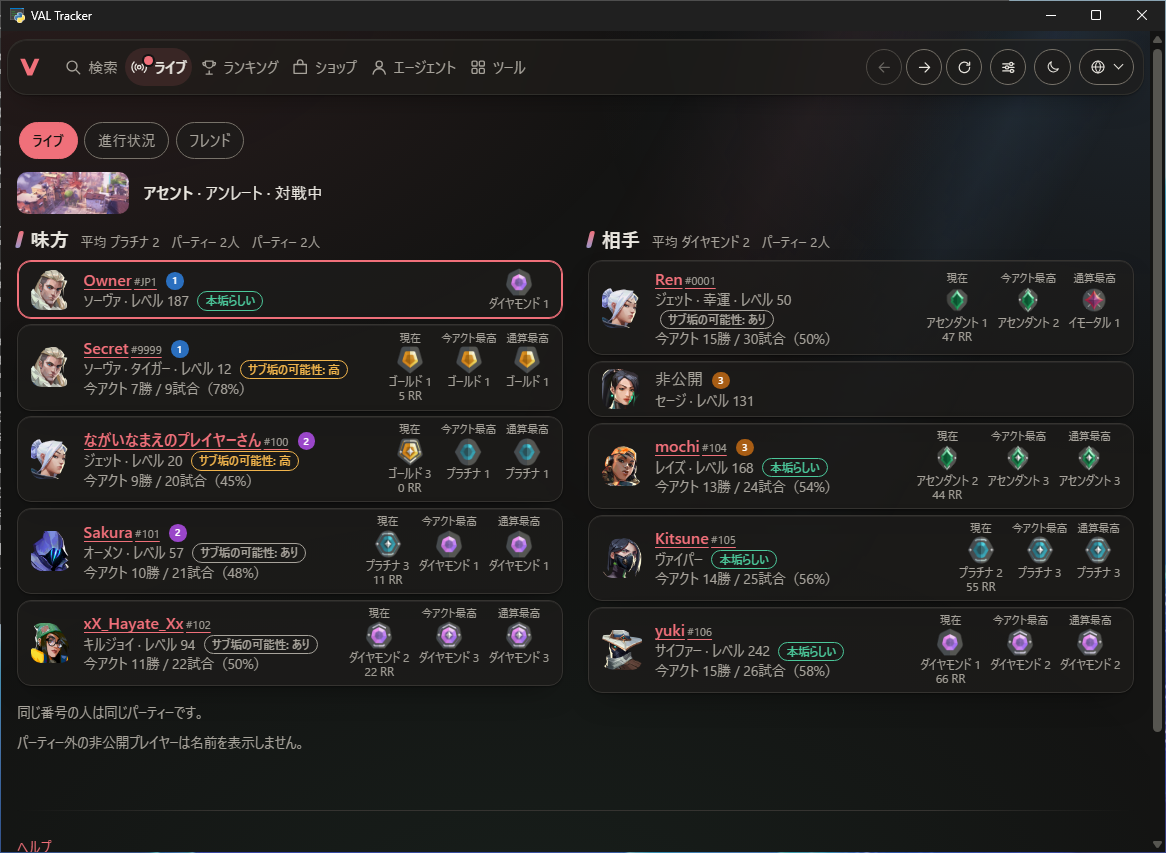 VAL Tracker
検索
ライブ
ランキング
ショップ
エージェント
ツール
ライブ
進行状況
フレンド
アセント · アンレート · 対戦中
味方 平均 プラチナ 2 パーティー 2人 パーティー 2人
Owner #JP1 1
ソーヴァ · レベル 187 本垢らしい
ダイヤモンド 1
Secret #9999 1
ソーヴァ · タイガー · レベル 12 サブ垢の可能性: 高
今アクト 7勝 / 9試合（78%）
現在 今アクト最高 通算最高
ゴールド 1 ゴールド 1 ゴールド 1
5 RR
ながいなまえのプレイヤーさん #100 2
ジェット · レベル 20 サブ垢の可能性: 高
今アクト 9勝 / 20試合（45%）
現在 今アクト最高 通算最高
ゴールド 3 プラチナ 1 プラチナ 1
0 RR
Sakura #101 2
オーメン · レベル 57 サブ垢の可能性: あり
今アクト 10勝 / 21試合（48%）
現在 今アクト最高 通算最高
プラチナ 3 ダイヤモンド 1 ダイヤモンド 1
11 RR
xX_Hayate_Xx #102
キルジョイ · レベル 94 サブ垢の可能性: あり
今アクト 11勝 / 22試合（50%）
現在 今アクト最高 通算最高
ダイヤモンド 2 ダイヤモンド 3 ダイヤモンド 3
22 RR
相手 平均 ダイヤモンド 2 パーティー 2人
Ren #0001
ジェット · 幸運 · レベル 50
サブ垢の可能性: あり
今アクト 15勝 / 30試合（50%）
現在 今アクト最高 通算最高
アセンダント 1 アセンダント 2 イモータル 1
47 RR
非公開 3
セージ · レベル 131
mochi #104 3
レイズ · レベル 168 本垢らしい
今アクト 13勝 / 24試合（54%）
現在 今アクト最高 通算最高
アセンダント 2 アセンダント 3 アセンダント 3
44 RR
Kitsune #105
ヴァイパー 本垢らしい
今アクト 14勝 / 25試合（56%）
現在 今アクト最高 通算最高
プラチナ 2 プラチナ 3 プラチナ 3
55 RR
yuki #106
サイファー · レベル 242 本垢らしい
今アクト 15勝 / 26試合（58%）
現在 今アクト最高 通算最高
ダイヤモンド 1 ダイヤモンド 2 ダイヤモンド 2
66 RR
同じ番号の人は同じパーティーです。
パーティー外の非公開プレイヤーは名前を表示しません。
ヘルプ